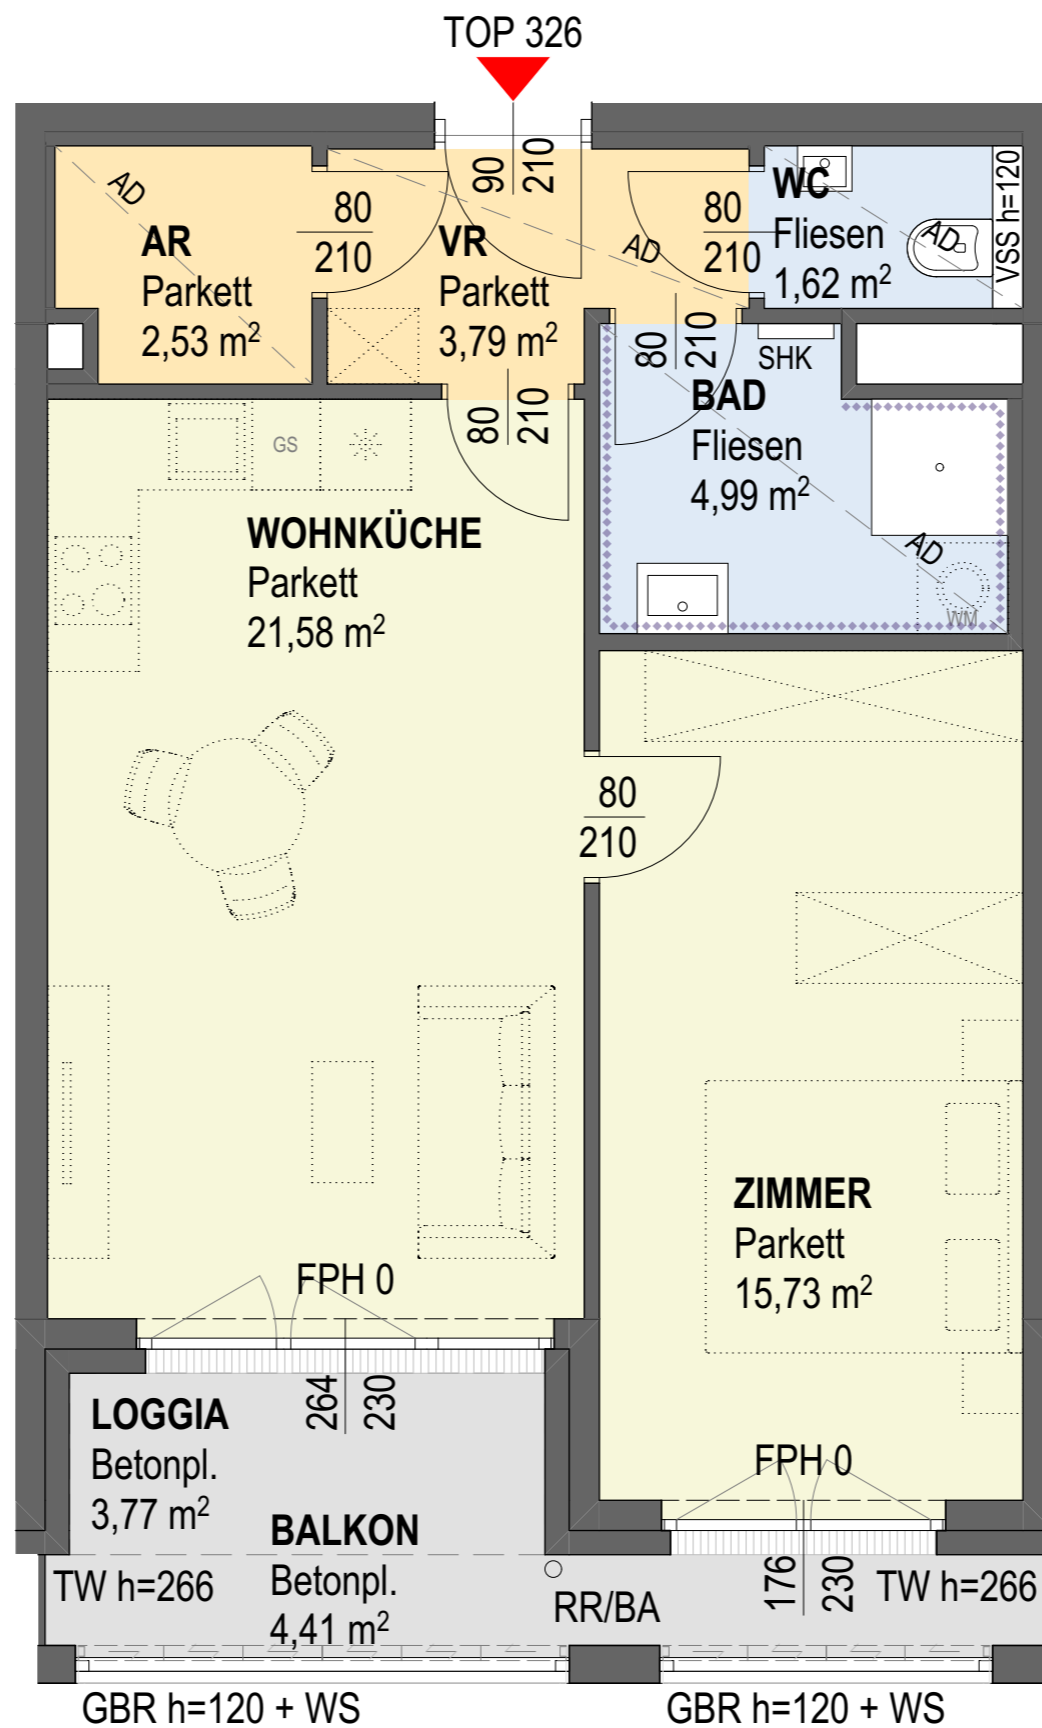 TOP 326
90
210
AD
AR
Parkett
2,53 m²
80
210
VR
Parkett
3,79 m²
AD
80
210
WC
Fliesen
1,62 m²
AD
VSS h=120
80
210
SHK
BAD
Fliesen
4,99 m²
AD
WM
80
210
GS
WOHNKÜCHE
Parkett
21,58 m²
80
210
ZIMMER
Parkett
15,73 m²
FPH 0
264
230
LOGGIA
Betonpl.
3,77 m²
FPH 0
176
230
BALKON
Betonpl.
4,41 m²
TW h=266
RR/BA
TW h=266
GBR h=120 + WS
GBR h=120 + WS